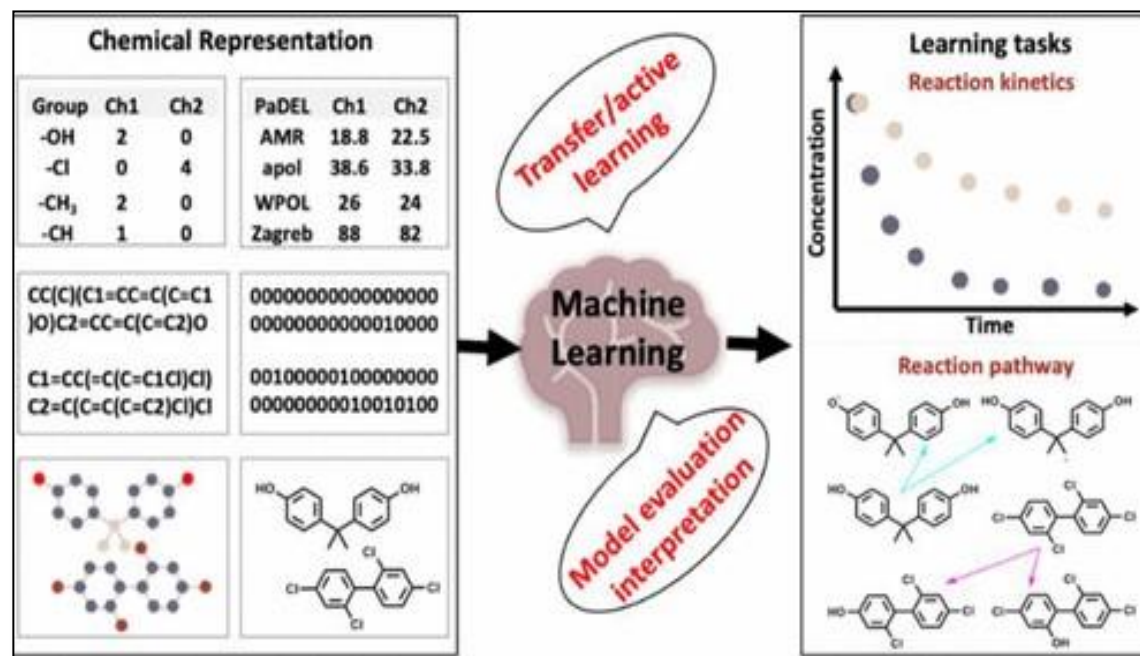 Chemical Representation
Group Ch1 Ch2
-OH 2 0
-Cl 0 4
-CH₃ 2 0
-CH 1 0
PaDEL Ch1 Ch2
AMR 18.8 22.5
apol 38.6 33.8
WPOL 26 24
Zagreb 88 82
CC(C)(C1=CC=C(C=C1
)O)C2=CC=C(C=C2)O
C1=CC(=C(C=C1Cl)Cl)
C2=C(C=C(C=C2)Cl)Cl
00000000000000000
00000000000010000
00100000100000000
00000000010010100
HO OH
Cl
Cl Cl
Cl
Transfer/active
learning
Machine
Learning
Model evaluation
interpretation
Learning tasks
Reaction kinetics
Concentration
Time
Reaction pathway
O OH
HO OH
HO OH
Cl
Cl Cl
Cl
Cl
HO Cl
Cl
Cl
Cl Cl
OH